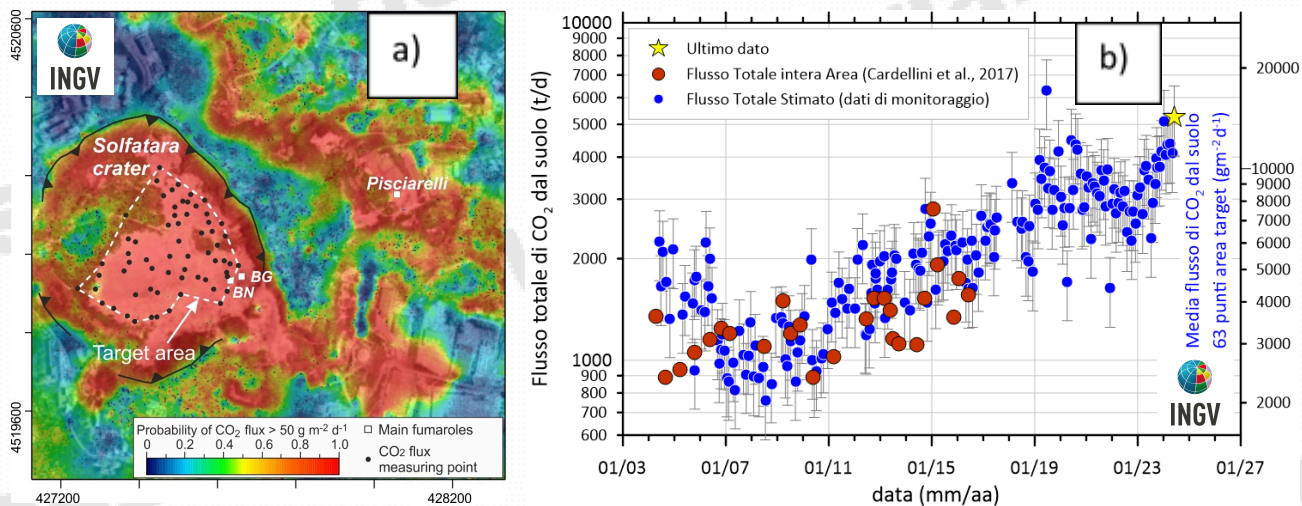 4520600
4519600
427200
428200
INGV
a)
Solfatara
crater
Pisciarelli
BG
BN
Target area
Probability of CO2 flux > 50 g m-2 d-1
0 0.2 0.4 0.6 0.8 1.0
Main fumaroles
CO2 flux
measuring point
b)
Ultimo dato
Flusso Totale intera Area (Cardellini et al., 2017)
Flusso Totale Stimato (dati di monitoraggio)
Flusso totale di CO2 dal suolo (t/d)
10000
9000
8000
7000
6000
5000
4000
3000
2000
1000
900
800
700
600
01/03 01/07 01/11 01/15 01/19 01/23 01/27
data (mm/aa)
Media flusso di CO2 dal suolo
63 punti area target (gm-2d-1)
20000
10000
9000
8000
7000
6000
5000
4000
3000
2000
INGV